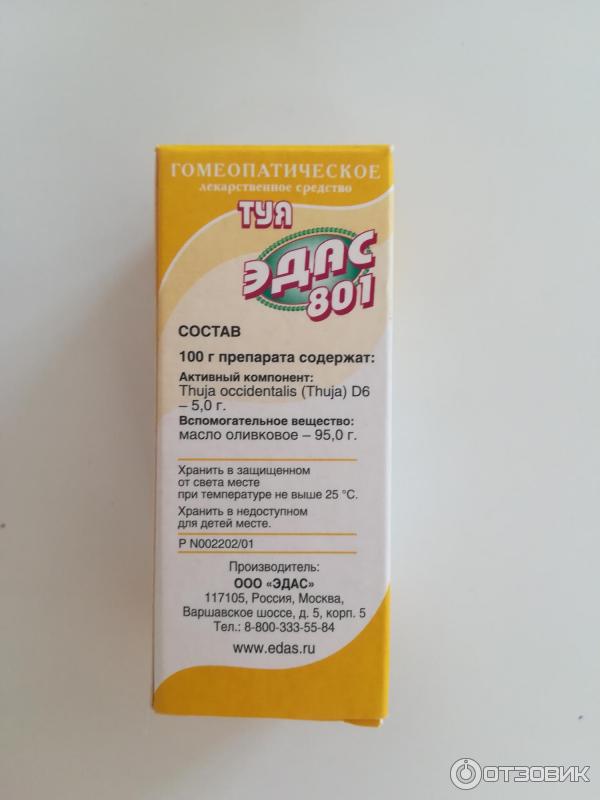 ГОМЕОПАТИЧЕСКОЕ
лекарственное средство
ТУЯ
ЭДАС
801
СОСТАВ
100 г препарата содержат:
Активный компонент:
Thuja occidentalis (Thuja) D6
– 5,0 г.
Вспомогательное вещество:
масло оливковое – 95,0 г.
Хранить в защищенном
от света месте
при температуре не выше 25 °С.
Хранить в недоступном
для детей месте.
Р N002202/01
Производитель:
ООО «ЭДАС»
117105, Россия, Москва,
Варшавское шоссе, д. 5, корп. 5
Тел.: 8-800-333-55-84
www.edas.ru
ОТЗОВИК